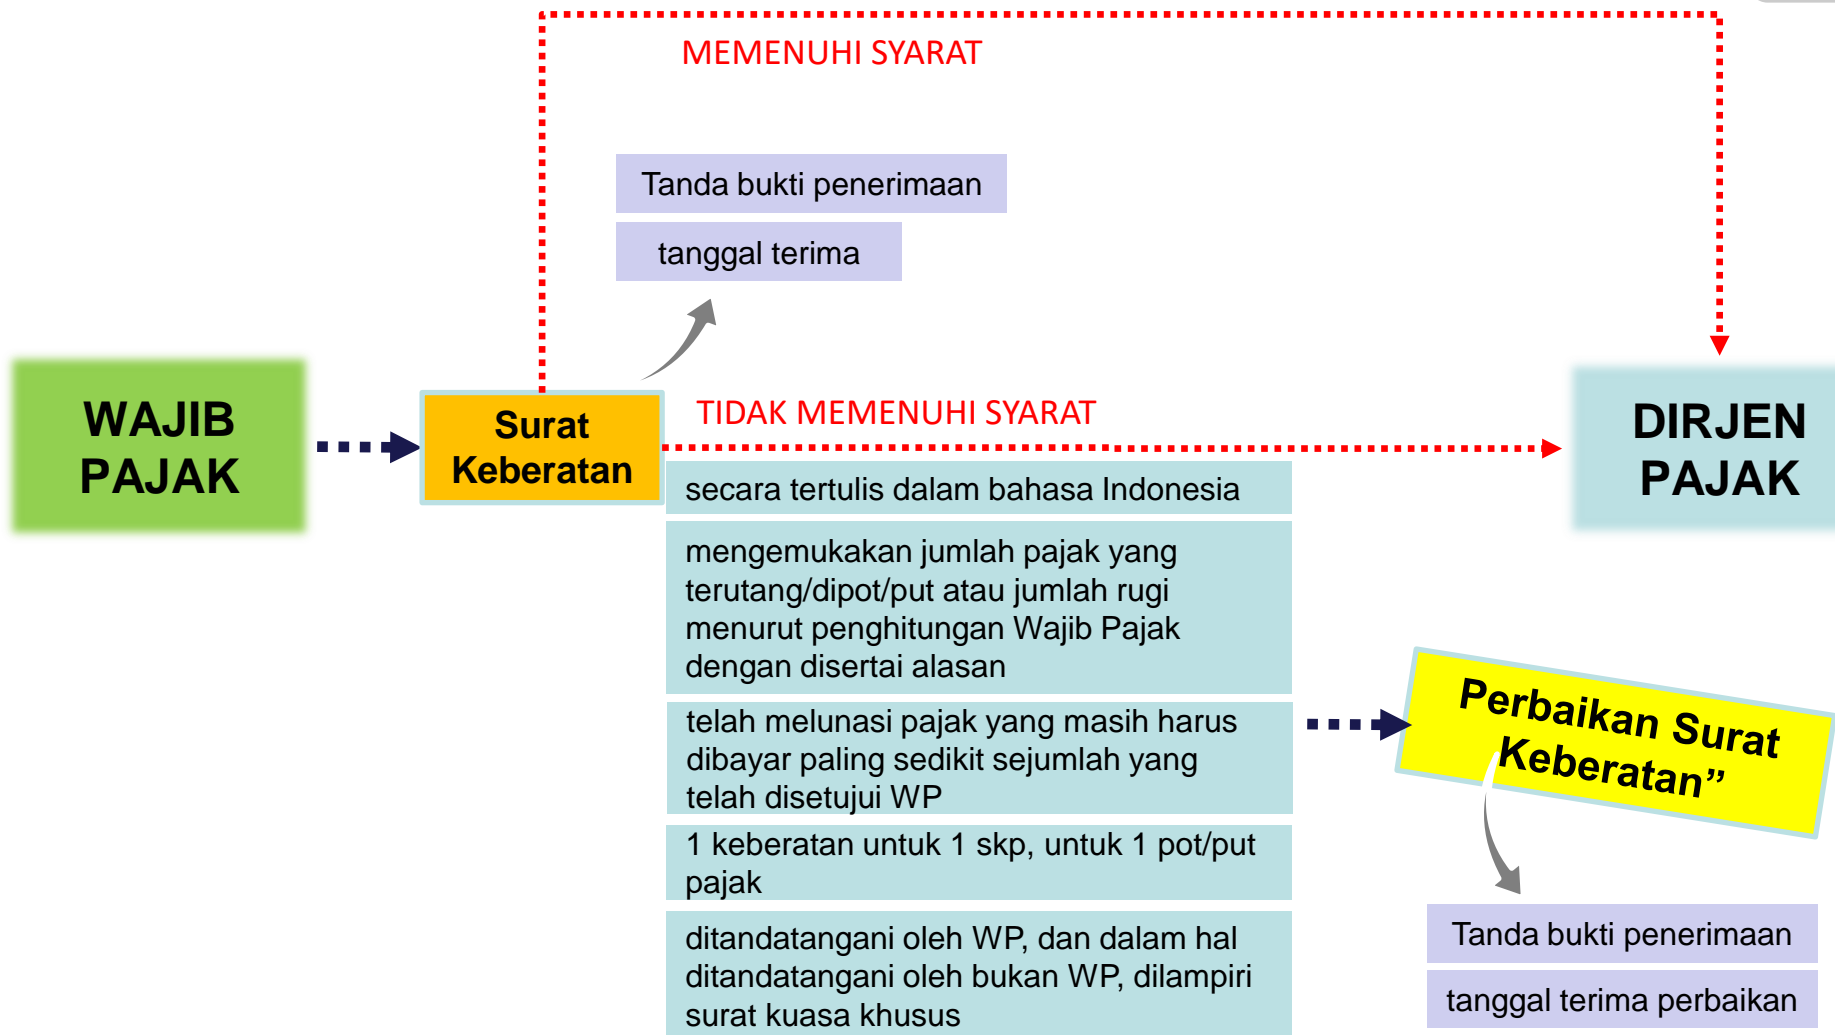 MEMENUHI SYARAT
Tanda bukti penerimaan
tanggal terima
WAJIB
PAJAK
Surat
Keberatan
TIDAK MEMENUHI SYARAT
DIRJEN
PAJAK
secara tertulis dalam bahasa Indonesia
mengemukakan jumlah pajak yang
terutang/dipot/put atau jumlah rugi
menurut penghitungan Wajib Pajak
dengan disertai alasan
telah melunasi pajak yang masih harus
dibayar paling sedikit sejumlah yang
telah disetujui WP
1 keberatan untuk 1 skp, untuk 1 pot/put
pajak
ditandatangani oleh WP, dan dalam hal
ditandatangani oleh bukan WP, dilampiri
surat kuasa khusus
Perbaikan Surat
Keberatan”
Tanda bukti penerimaan
tanggal terima perbaikan